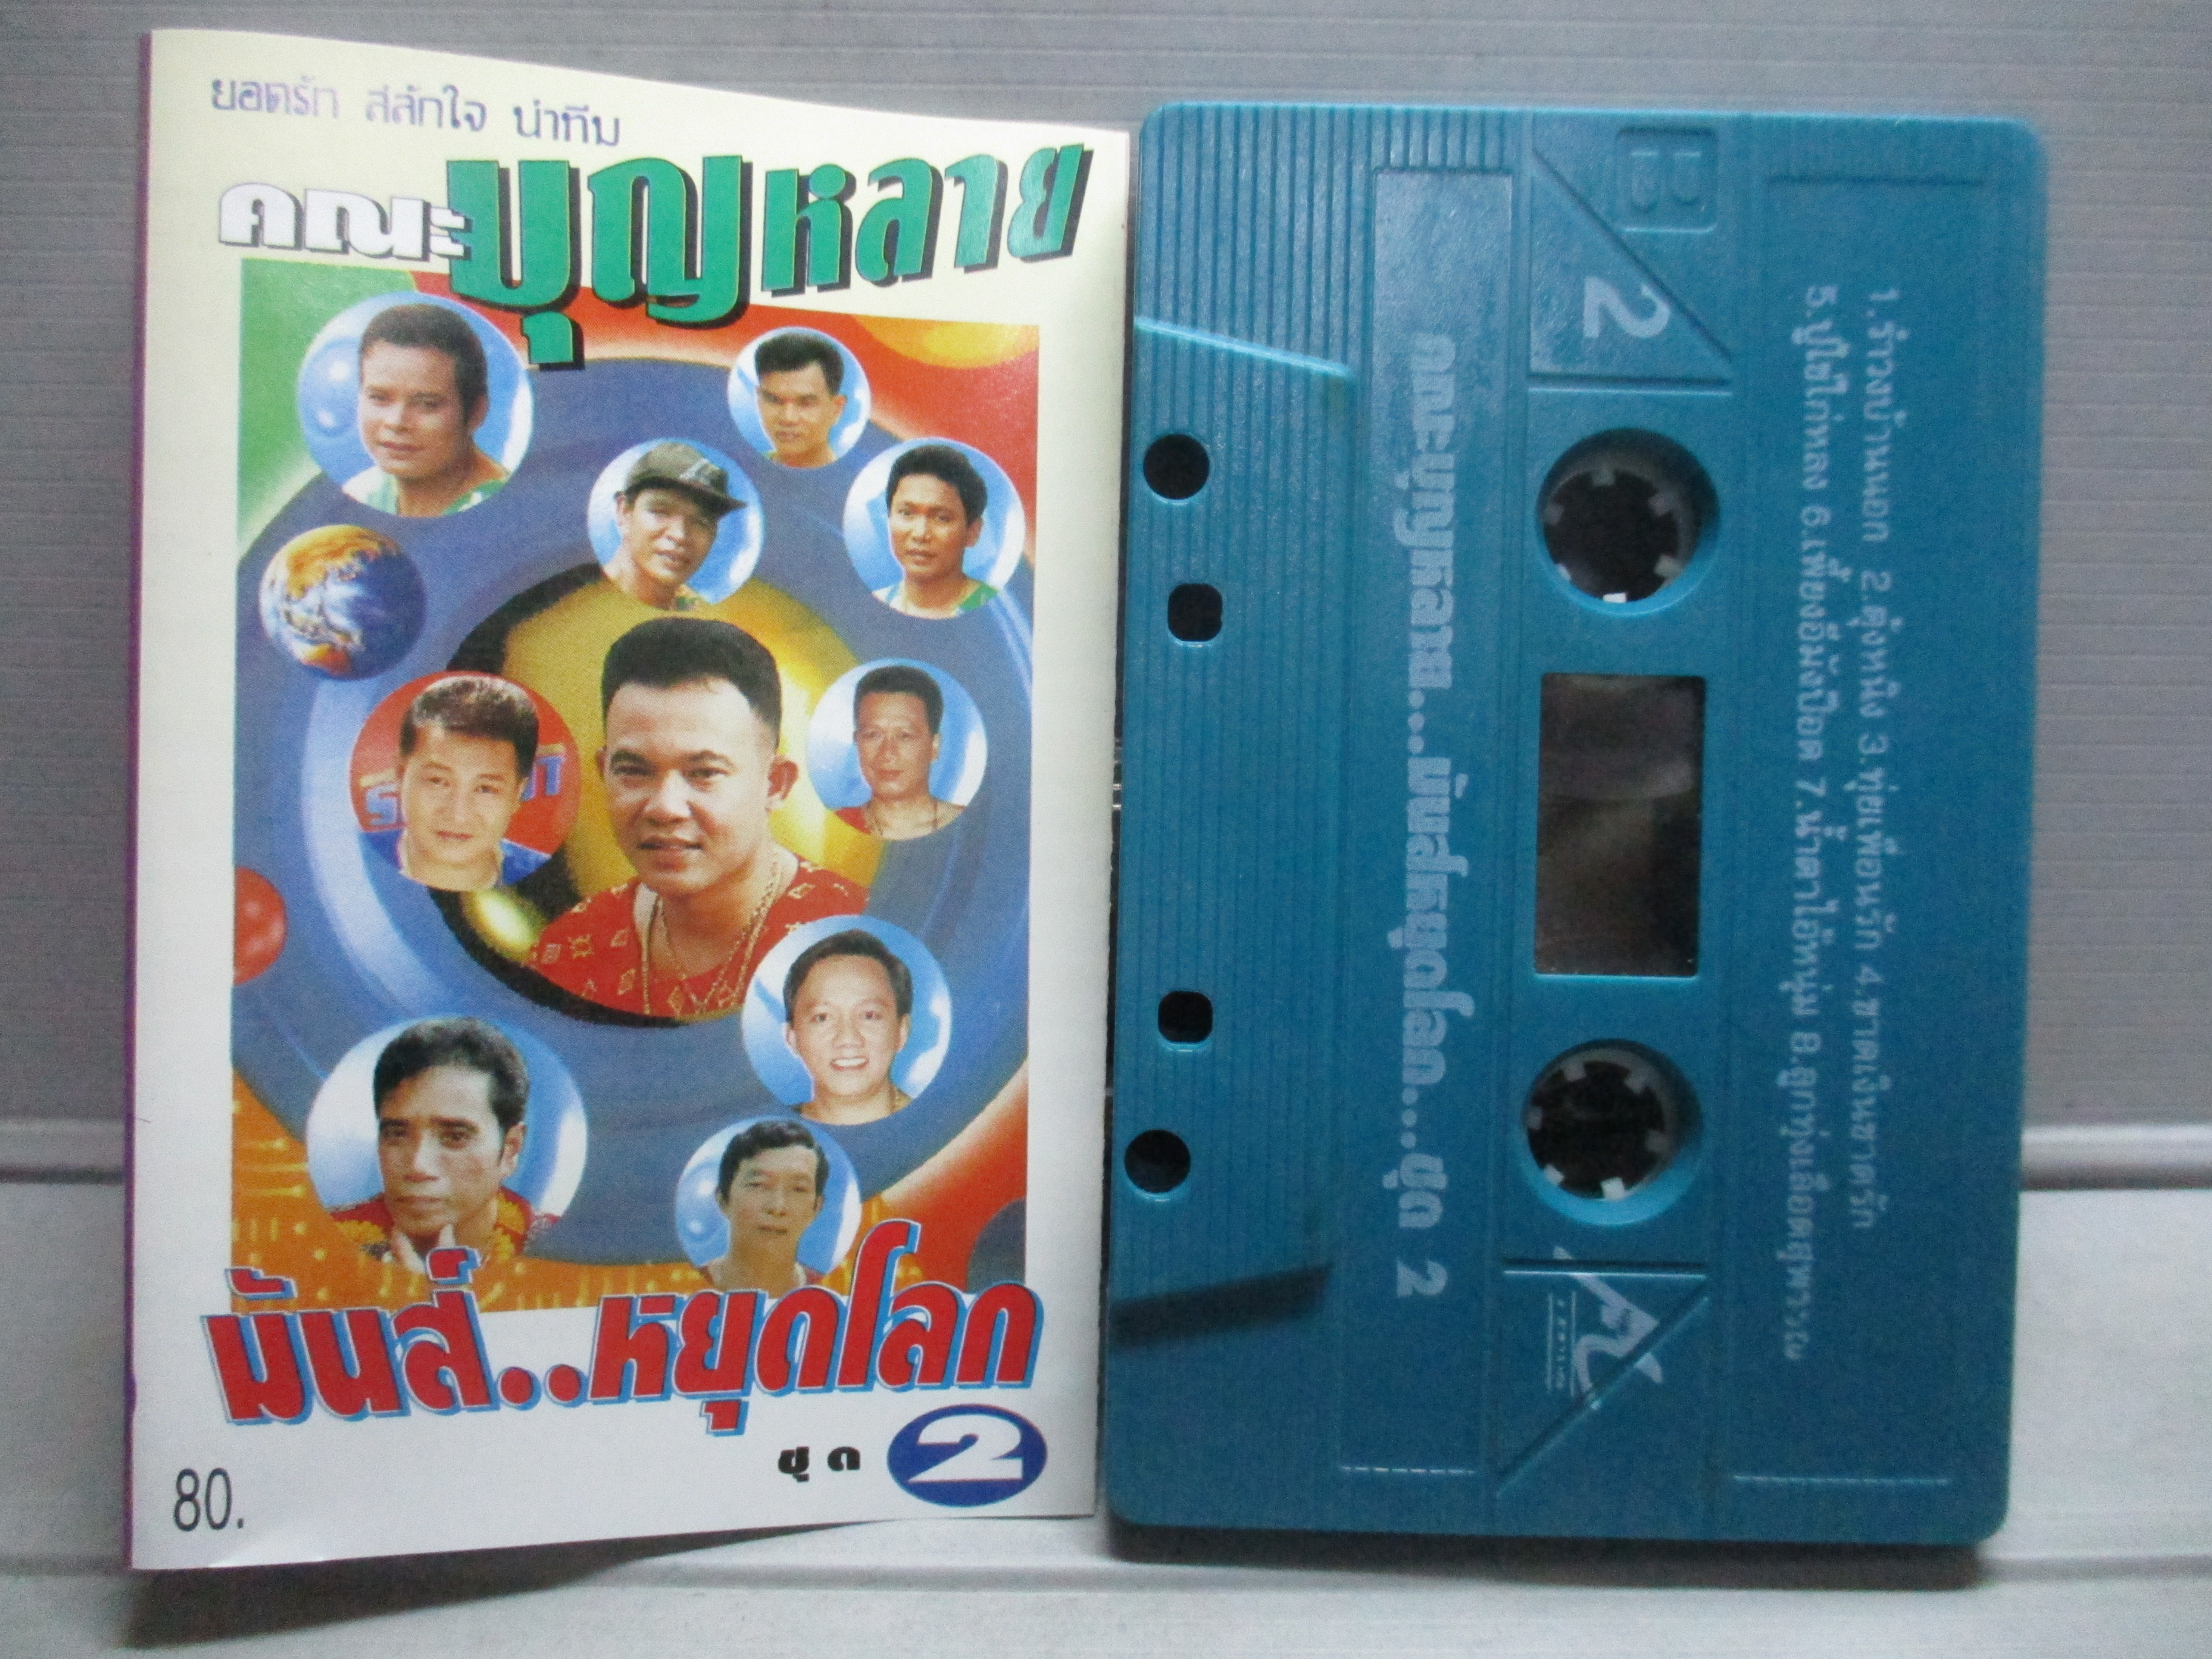 ยอดรัก สลักใจ นำทีม
คณะบุญหลาย
มันส์..หยุดโลก
ชุด 2
80.
B
2
คณะบุญหลาย...มันส์หยุดโลก...ชุด 2
1.รำวงบ้านนอก 2.ตุ้งหนิง 3.ทุ่ยเพื่อนรัก 4.ขาดเงินขาดรัก
5.ปูไข่ไก่หลง 6.เพียงอีมั่งปอด 7.น้ำตาไอ้หนุ่ม 8.ลูกทุ่งเลือดสุพรรณ